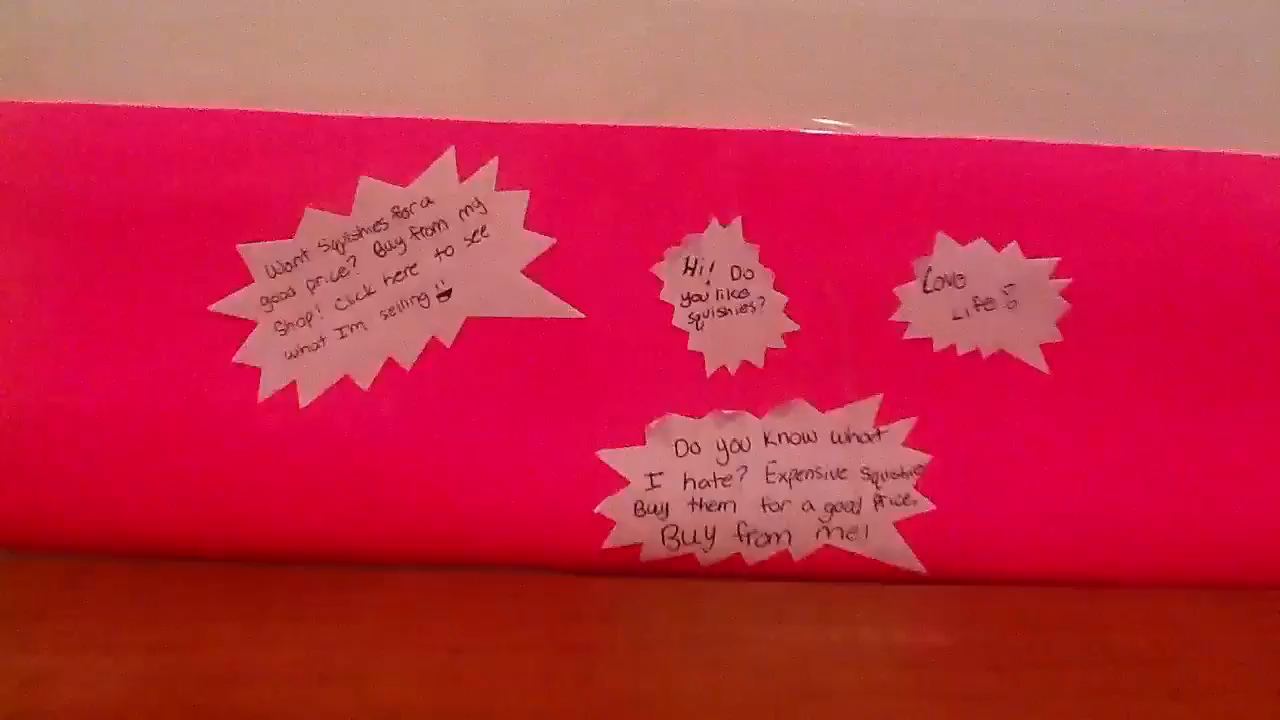 Want Squishies for a
good price? Buy from my
Shop! Click here to see
what I'm selling
Hi! Do
you like
squishies?
Love
Life
Do you know what
I hate? Expensive
Buy them for a good Price.
Buy from me!